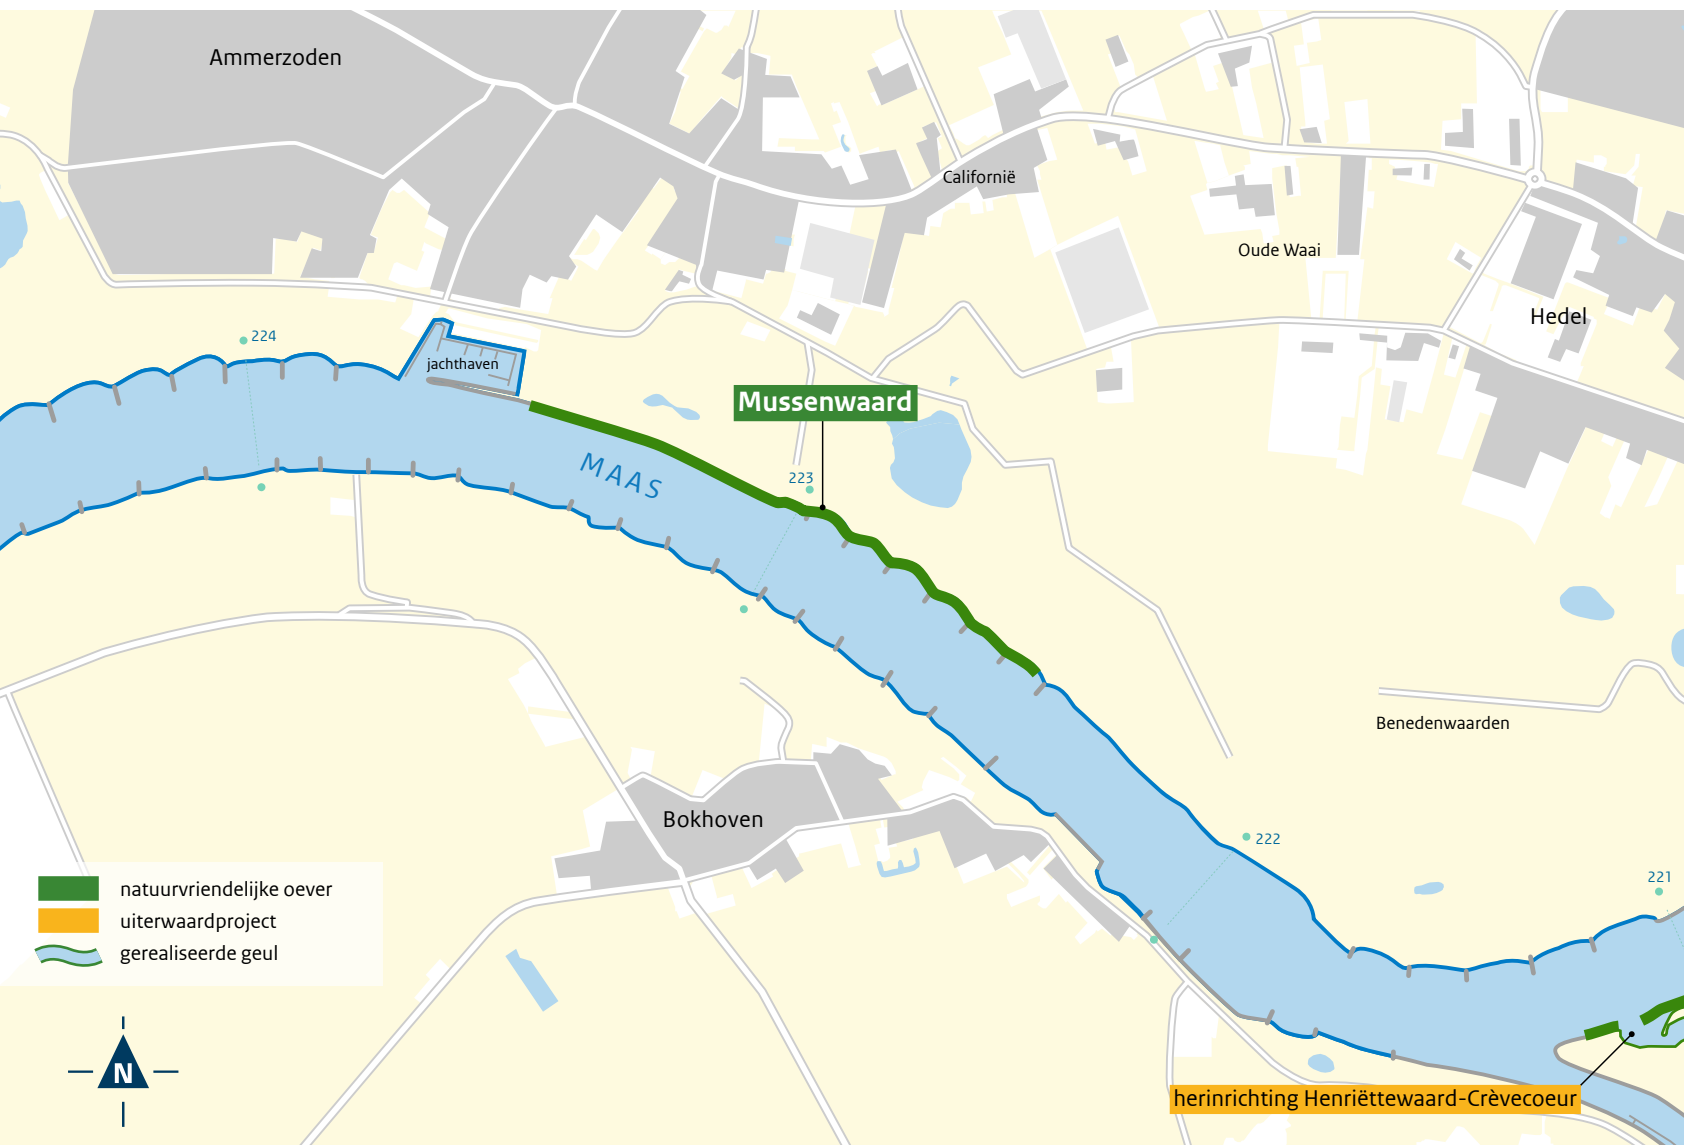 Ammerzoden
Californië
Oude Waai
Hedel
224
jachthaven
Mussenwaard
MAAS
223
Benedenwaarden
Bokhoven
222
221
natuurvriendelijke oever
uiterwaardproject
gerealiseerde geul
N
herinrichting Henriëttewaard-Crèvecoeur